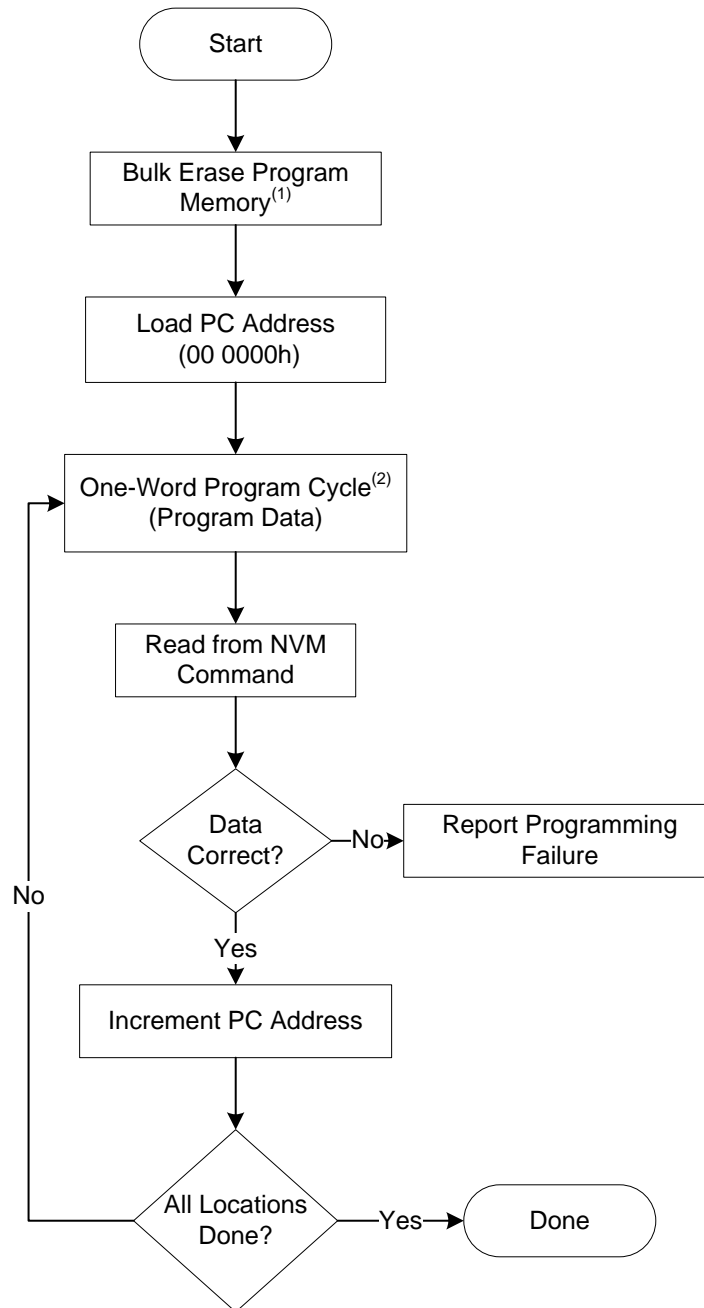 Start
Bulk Erase Program
Memory(1)
Load PC Address
(00 0000h)
One-Word Program Cycle(2)
(Program Data)
Read from NVM
Command
Data
Correct?
No
Report Programming
Failure
No
Yes
Increment PC Address
All Locations
Done?
Yes
Done